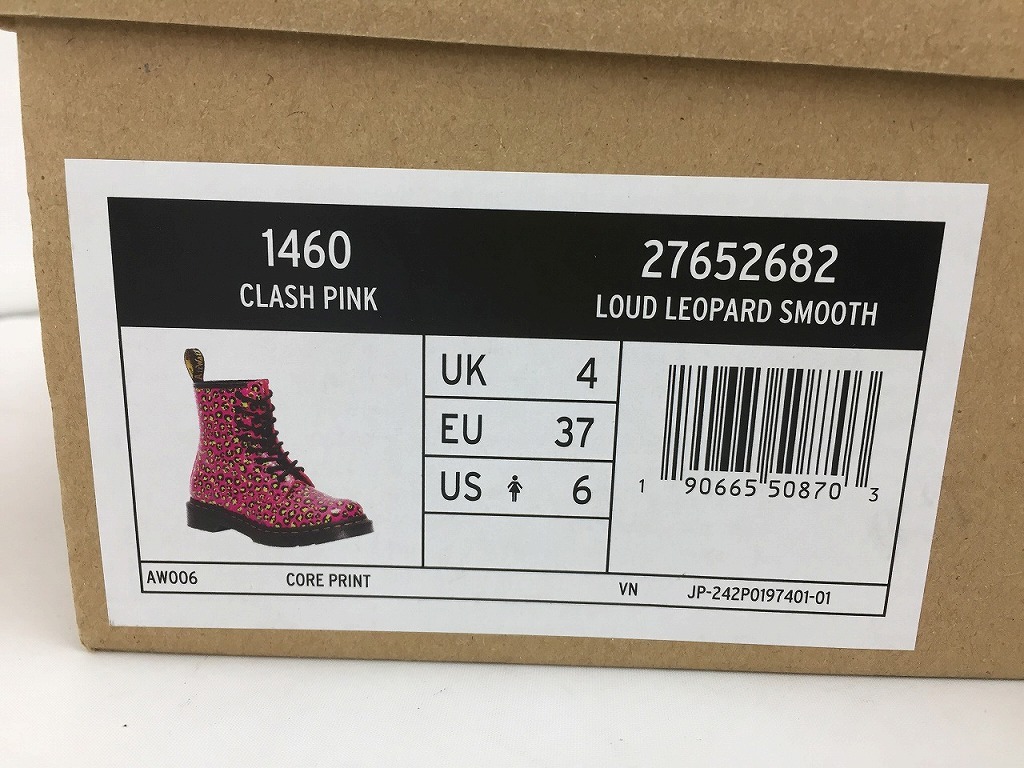 1460
CLASH PINK
27652682
LOUD LEOPARD SMOOTH
UK 4
EU 37
US 6
1 90665 50870 3
AW006 CORE PRINT VN JP-242P0197401-01